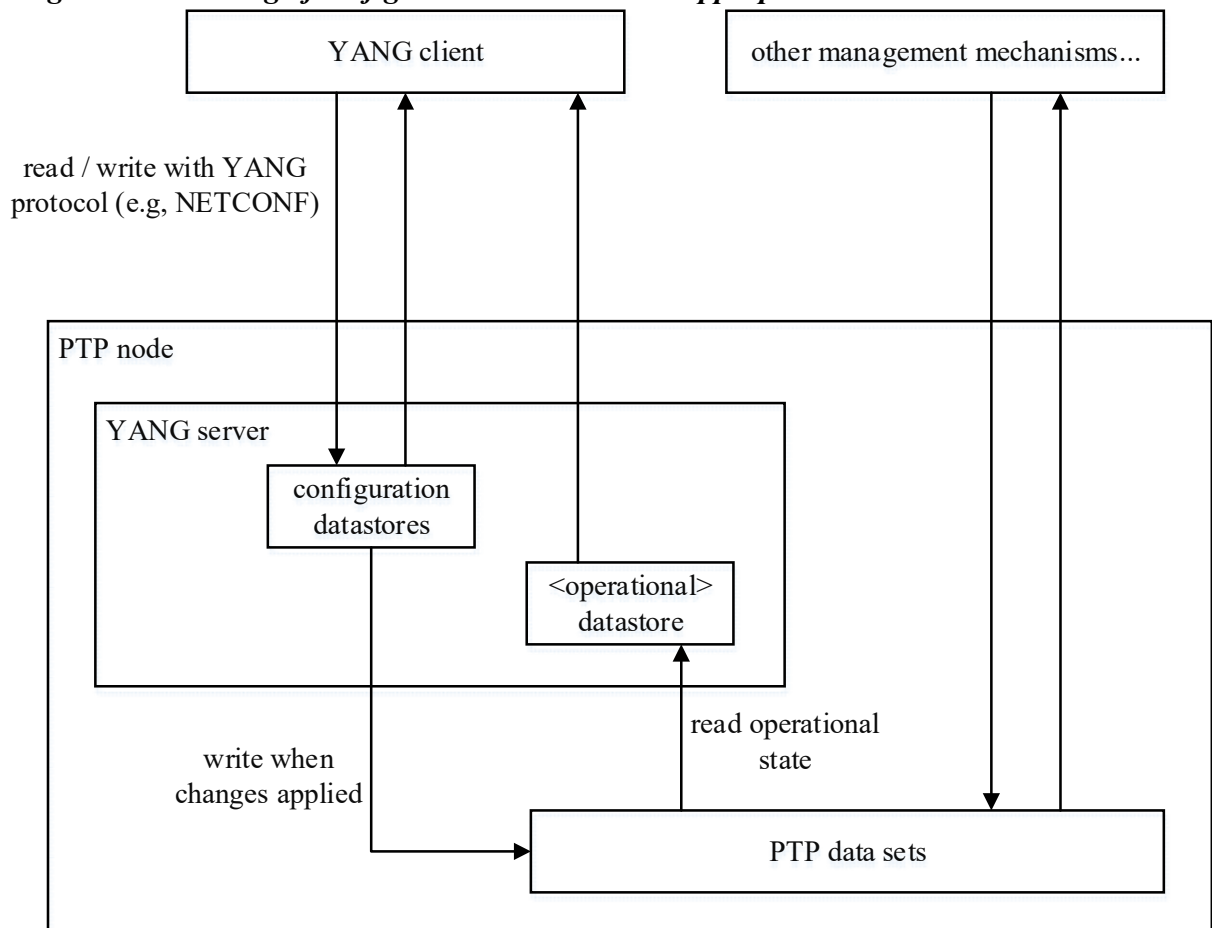 YANG client
other management mechanisms...
read / write with YANG
protocol (e.g, NETCONF)
PTP node
YANG server
configuration
datastores
<operational>
datastore
read operational
state
write when
changes applied
PTP data sets